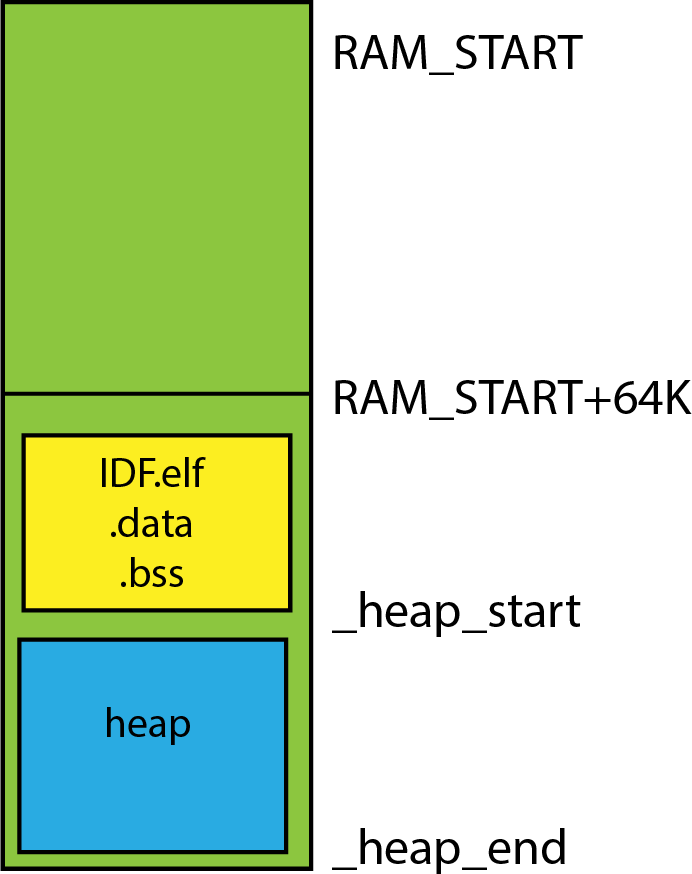 RAM_START
RAM_START+64K
IDF.elf
.data
.bss
_heap_start
heap
_heap_end